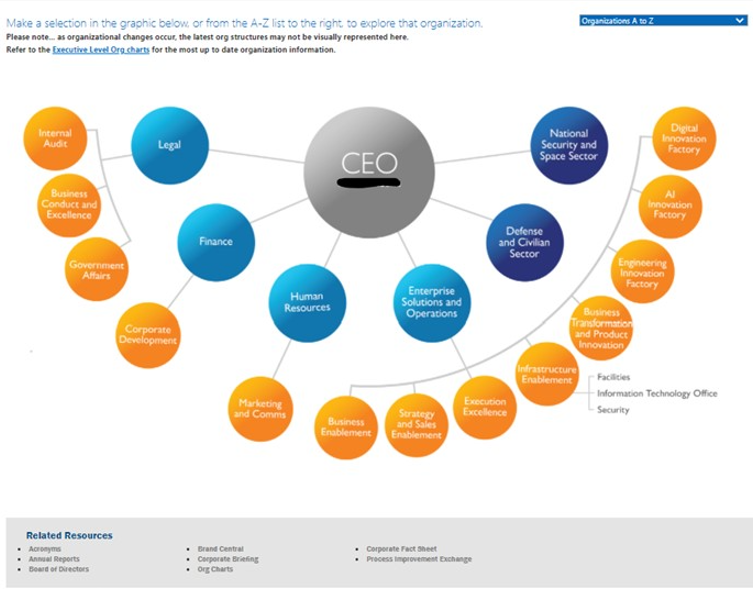 Make a selection in the graphic below, or from the A-Z list to the right, to explore that organization.
Organizations A to Z
Please note... as organizational changes occur, the latest org structures may not be visually represented here.
Refer to the Executive Level Org charts for the most up to date organization information.
Internal
Audit
Legal
CEO
National
Security and
Space Sector
Digital
Innovation
Factory
Business
Conduct and
Excellence
AI
Innovation
Factory
Finance
Defense
and Civilian
Sector
Government
Affairs
Engineering
Innovation
Factory
Human
Resources
Enterprise
Solutions and
Operations
Corporate
Development
Business
Transformation
and Product
Innovation
Infrastructure
Enablement
Facilities
Information Technology Office
Security
Marketing
and Comms
Business
Enablement
Strategy
and Sales
Enablement
Execution
Excellence
Related Resources
Acronyms
Annual Reports
Board of Directors
Brand Central
Corporate Briefing
Org Charts
Corporate Fact Sheet
Process Improvement Exchange